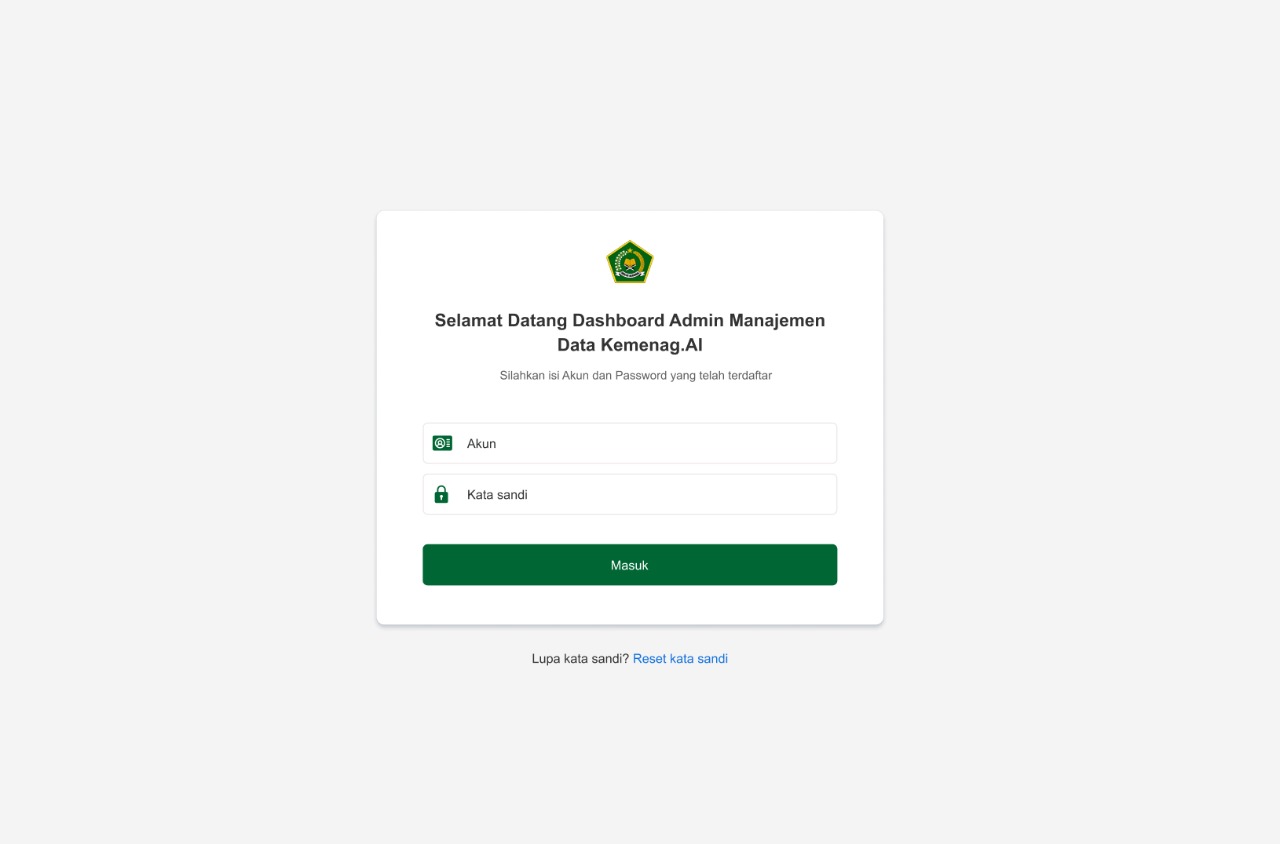 Selamat Datang Dashboard Admin Manajemen
Data Kemenag.AI
Silahkan isi Akun dan Password yang telah terdaftar
Akun
Kata sandi
Masuk
Lupa kata sandi? Reset kata sandi